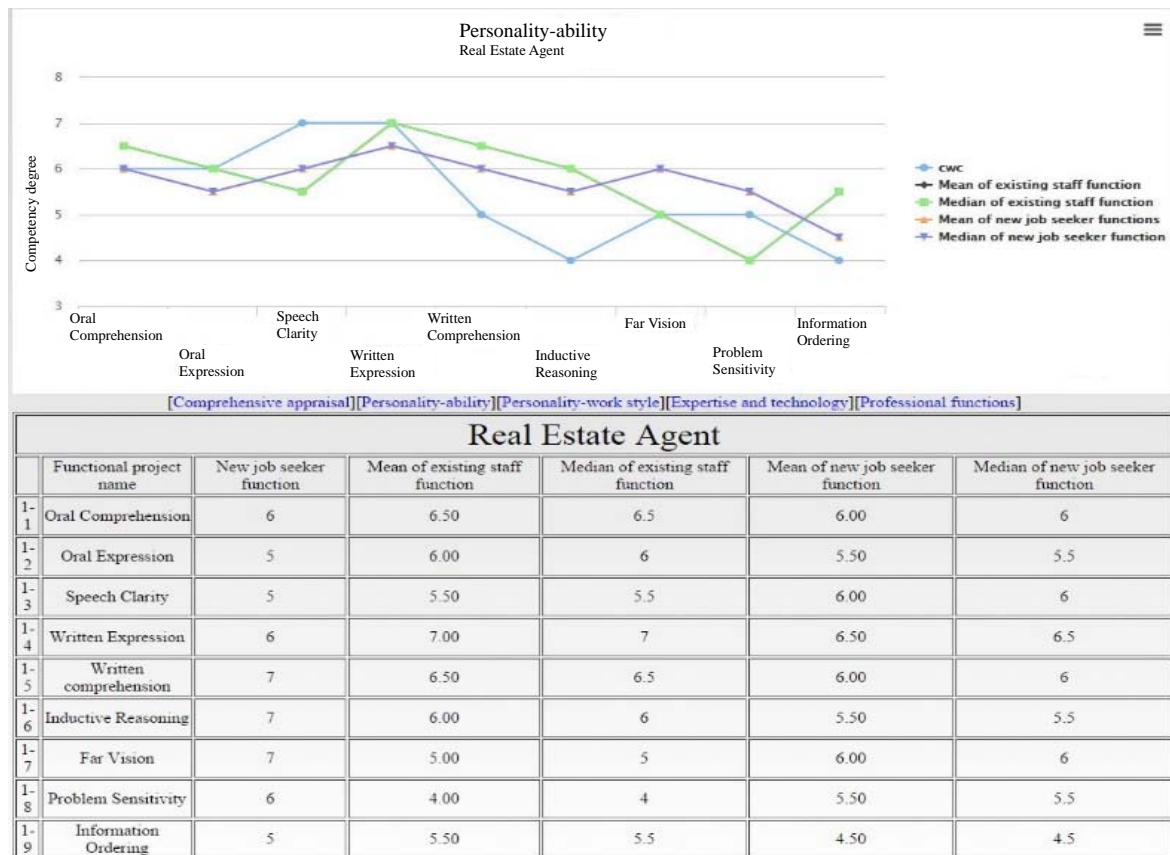 Personality-ability
Real Estate Agent
Competency degree
8
7
6
5
4
3
Oral
Comprehension
Oral
Expression
Speech
Clarity
Written
Expression
Written
Comprehension
Inductive
Reasoning
Far Vision
Problem
Sensitivity
Information
Ordering
cwc
Mean of existing staff function
Median of existing staff function
Mean of new job seeker functions
Median of new job seeker function
[Comprehensive appraisal][Personality-ability][Personality-work style][Expertise and technology][Professional functions]
Real Estate Agent
Functional project name New job seeker function Mean of existing staff function Median of existing staff function Mean of new job seeker function Median of new job seeker function
1-1 Oral Comprehension 6 6.50 6.5 6.00 6
1-2 Oral Expression 5 6.00 6 5.50 5.5
1-3 Speech Clarity 5 5.50 5.5 6.00 6
1-4 Written Expression 6 7.00 7 6.50 6.5
1-5 Written comprehension 7 6.50 6.5 6.00 6
1-6 Inductive Reasoning 7 6.00 6 5.50 5.5
1-7 Far Vision 7 5.00 5 6.00 6
1-8 Problem Sensitivity 6 4.00 4 5.50 5.5
1-9 Information Ordering 5 5.50 5.5 4.50 4.5